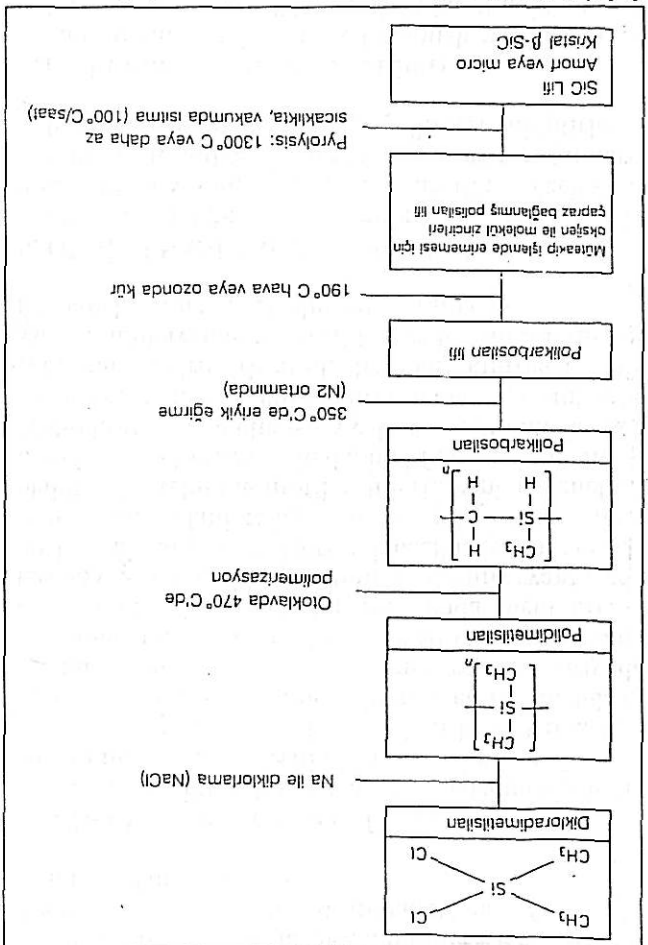 CH₃ Cl
Si
CH₃ Cl
Dikloradimetilsilan
Na ile diklorlama (NaCl)
CH₃
Si
CH₃ n
Polidimetilsilan
Otoklavda 470°C'de
polimerizasyon
CH₃ H
Si C
H H n
Polikarbosilan
350°C'de eriyik eğirme
(N2 ortamında)
Polikarbosilan lifi
190°C hava veya ozonda kür
Müteakip işlemde erimemesi için
oksijen ile molekül zincirleri
çapraz bağlanmış polisilan lifi
Pyrolysis: 1300°C veya daha az
sıcaklıkta, vakumda ısıtma (100°C/saat)
SiC Lifi
Amorf veya micro
Kristal β-SiC